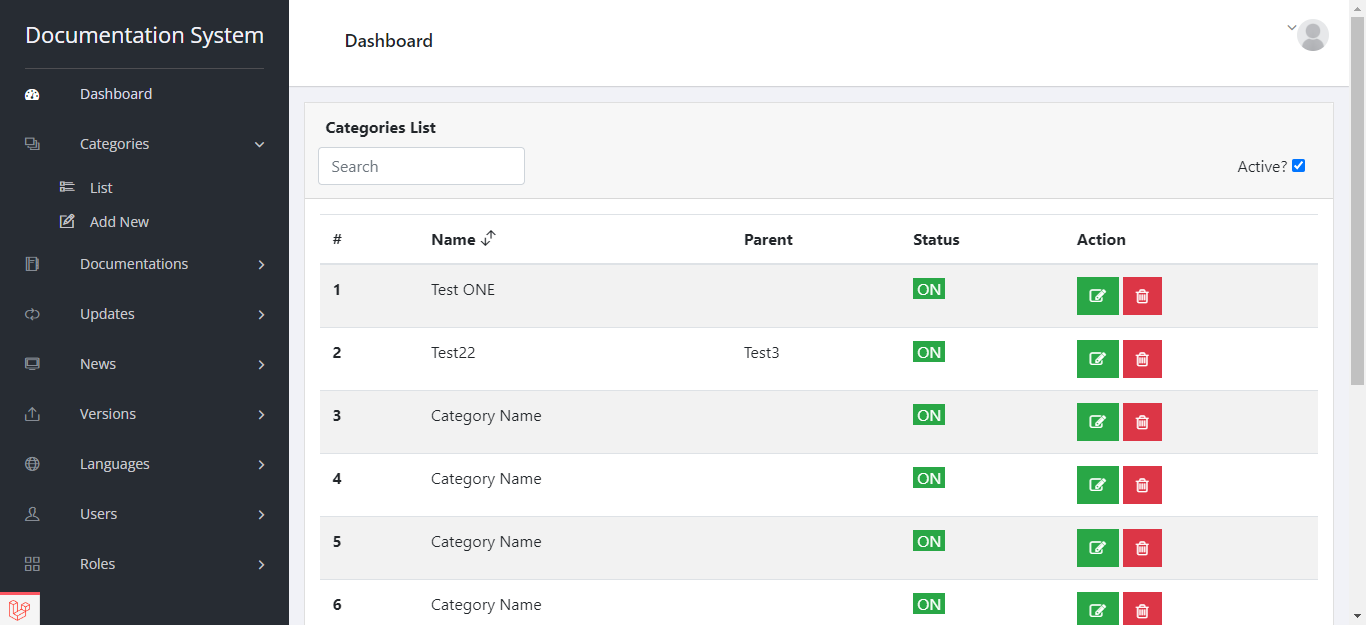 Documentation System
Dashboard
Categories
List
Add New
Documentations
Updates
News
Versions
Languages
Users
Roles
Dashboard
Categories List
Search
Active?
# Name Parent Status Action
1 Test ONE ON
2 Test22 Test3 ON
3 Category Name ON
4 Category Name ON
5 Category Name ON
6 Category Name ON